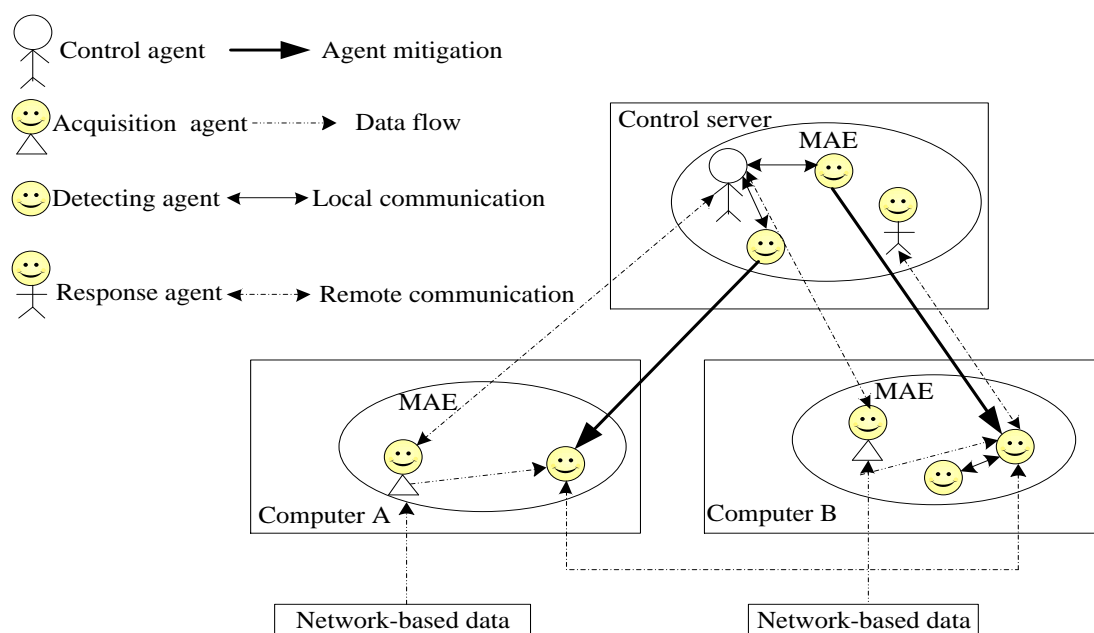 Control agent
Agent mitigation
Acquisition agent
Data flow
Detecting agent
Local communication
Response agent
Remote communication
Control server
MAE
MAE
Computer A
MAE
Computer B
Network-based data
Network-based data